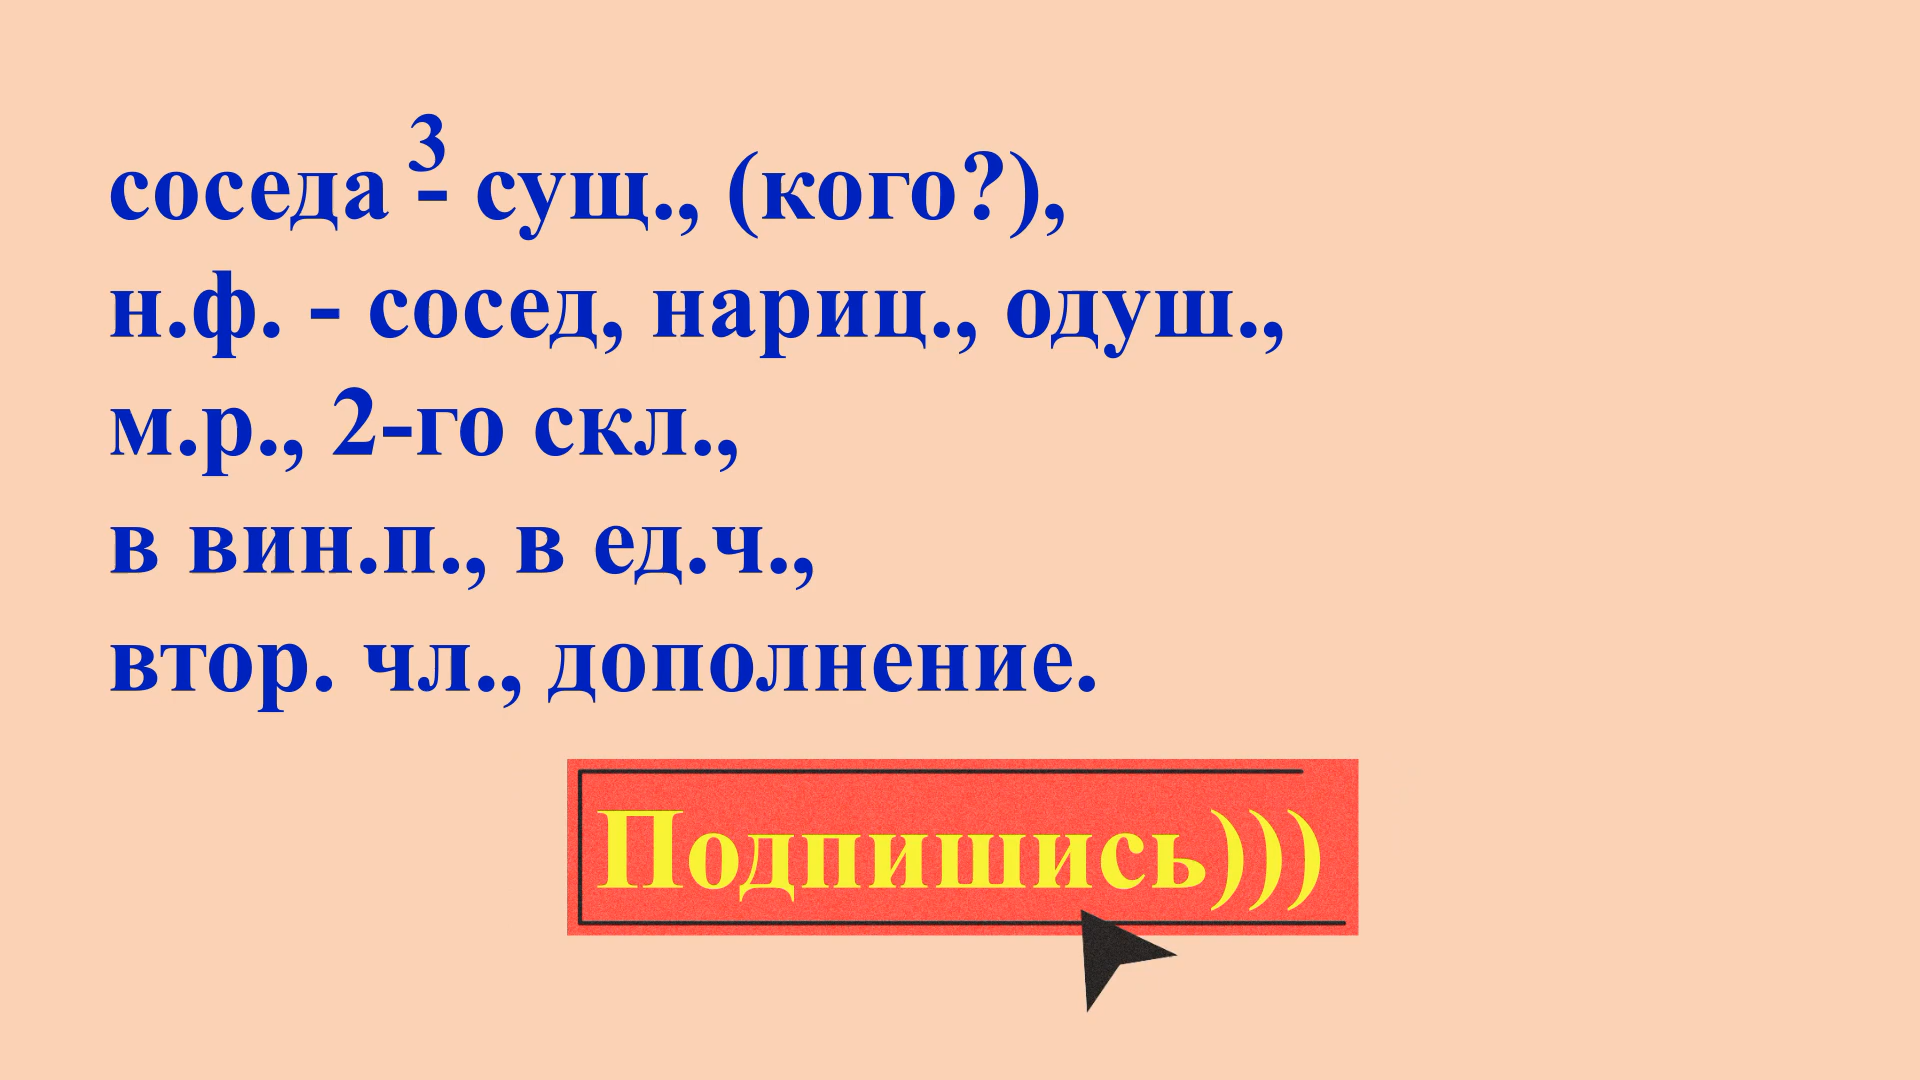 соседа ³ - сущ., (кого?),
н.ф. - сосед, нариц., одуш.,
м.р., 2-го скл.,
в вин.п., в ед.ч.,
втор. чл., дополнение.
Подпишись)))